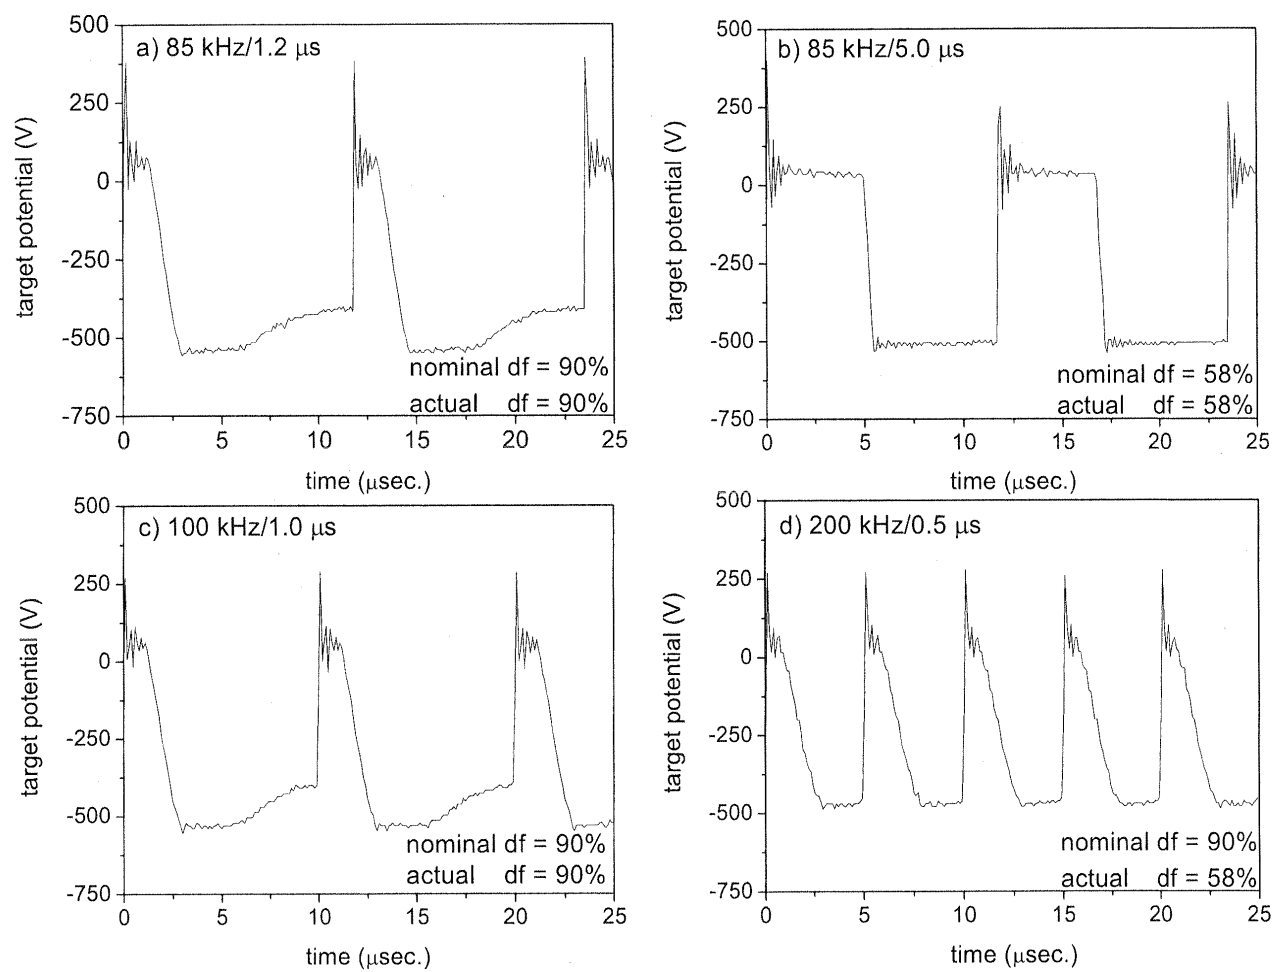 500
250
0
-250
-500
-750
target potential (V)
a) 85 kHz/1.2 μs
nominal df = 90%
actual df = 90%
0 5 10 15 20 25
time (μsec.)
500
250
0
-250
-500
-750
target potential (V)
b) 85 kHz/5.0 μs
nominal df = 58%
actual df = 58%
0 5 10 15 20 25
time (μsec.)
500
250
0
-250
-500
-750
target potential (V)
c) 100 kHz/1.0 μs
nominal df = 90%
actual df = 90%
0 5 10 15 20 25
time (μsec.)
500
250
0
-250
-500
-750
target potential (V)
d) 200 kHz/0.5 μs
nominal df = 90%
actual df = 58%
0 5 10 15 20 25
time (μsec.)